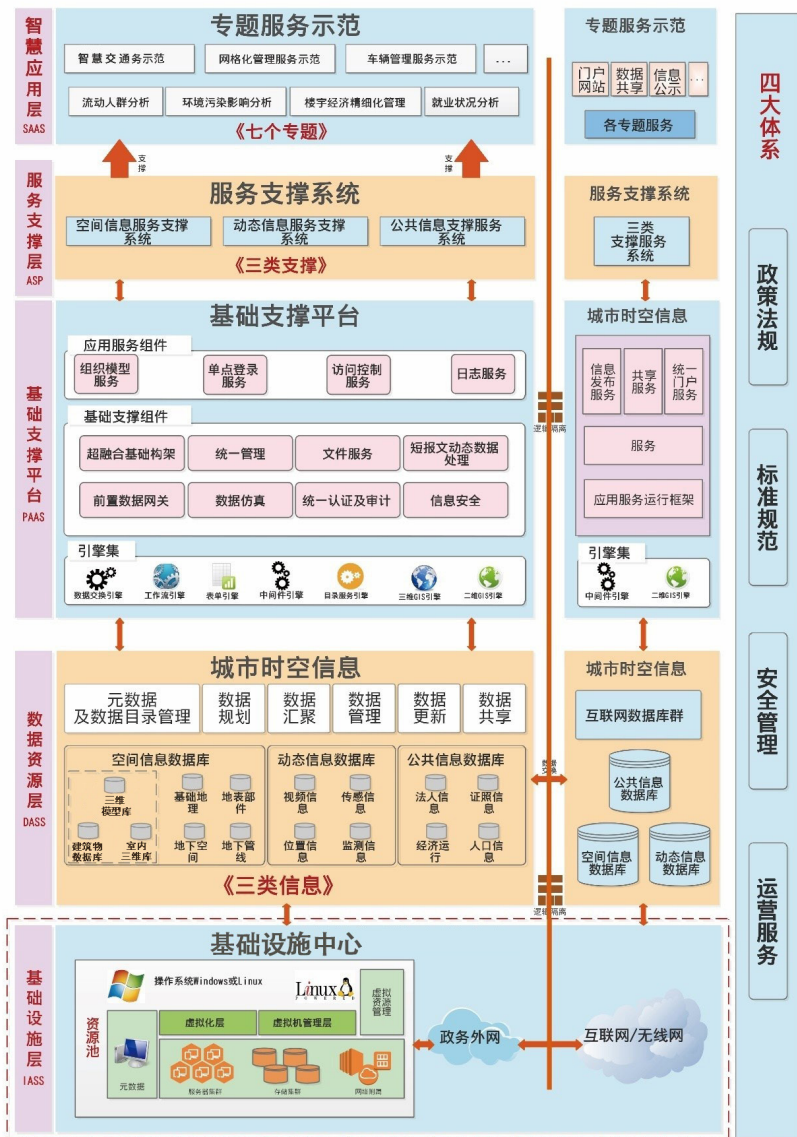 智慧应用层
SAAS
专题服务示范
智慧交通务示范
网格化管理服务示范
车辆管理服务示范
...
流动人群分析
环境污染影响分析
楼宇经济精细化管理
就业状况分析
《七个专题》
支撑
支撑
专题服务示范
门户
网站
数据
共享
信息
公示
...
各专题服务
服务支撑层
ASP
服务支撑系统
空间信息服务支撑
系统
动态信息服务支撑
系统
公共信息支撑服务
系统
《三类支撑》
服务支撑系统
三类
支撑服务
系统
基础支撑平台
PAAS
基础支撑平台
应用服务组件
组织模型
服务
单点登录
服务
访问控制
服务
日志服务
基础支撑组件
超融合基础构架
统一管理
文件服务
短报文动态数据
处理
前置数据网关
数据仿真
统一认证及审计
信息安全
引擎集
数据交换引擎
工作流引擎
表单引擎
中间件引擎
目录服务引擎
三维GIS引擎
二维GIS引擎
逻辑隔离
城市时空信息
信息
发布
服务
共享
服务
统一
门户
服务
服务
应用服务运行框架
引擎集
中间件引擎
二维GIS引擎
数据资源层
DASS
城市时空信息
元数据
及数据目录管理
数据
规划
数据
汇聚
数据
管理
数据
更新
数据
共享
空间信息数据库
三维
模型库
建筑物
数据库
室内
三维库
基础地
理
地表部
件
地下空
间
地下管
线
动态信息数据库
视频信
息
传感信
息
位置信
息
监测信
息
公共信息数据库
法人信
息
证照信
息
经济运
行
人口信
息
《三类信息》
数据
交换
逻辑隔离
城市时空信息
互联网数据库群
公共信息
数据库
空间信息
数据库
动态信息
数据库
基础设施层
IASS
基础设施中心
资源池
操作系统Windows或Linux
Linux
POWERED
虚拟
资源
管理
虚拟化层
虚拟机管理层
元数据
服务器集群
存储集群
政务外网
互联网/无线网
四大体系
政策法规
标准规范
安全管理
运营服务